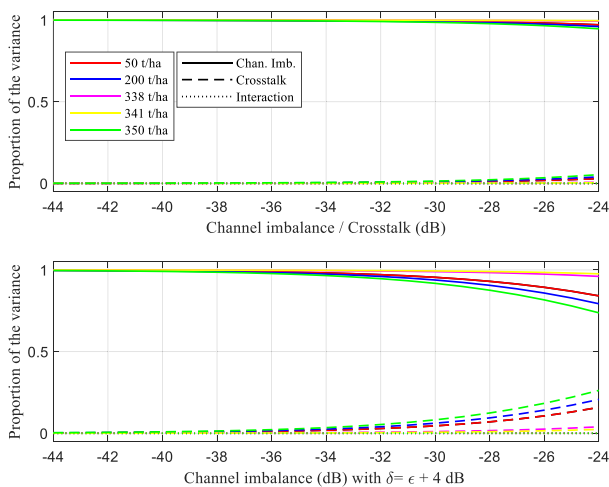 Proportion of the variance
1
0.5
0
50 t/ha
200 t/ha
338 t/ha
341 t/ha
350 t/ha
Chan. Imb.
Crosstalk
Interaction
-44 -42 -40 -38 -36 -34 -32 -30 -28 -26 -24
Channel imbalance / Crosstalk (dB)
Proportion of the variance
1
0.5
0
-44 -42 -40 -38 -36 -34 -32 -30 -28 -26 -24
Channel imbalance (dB) with δ= ϵ + 4 dB